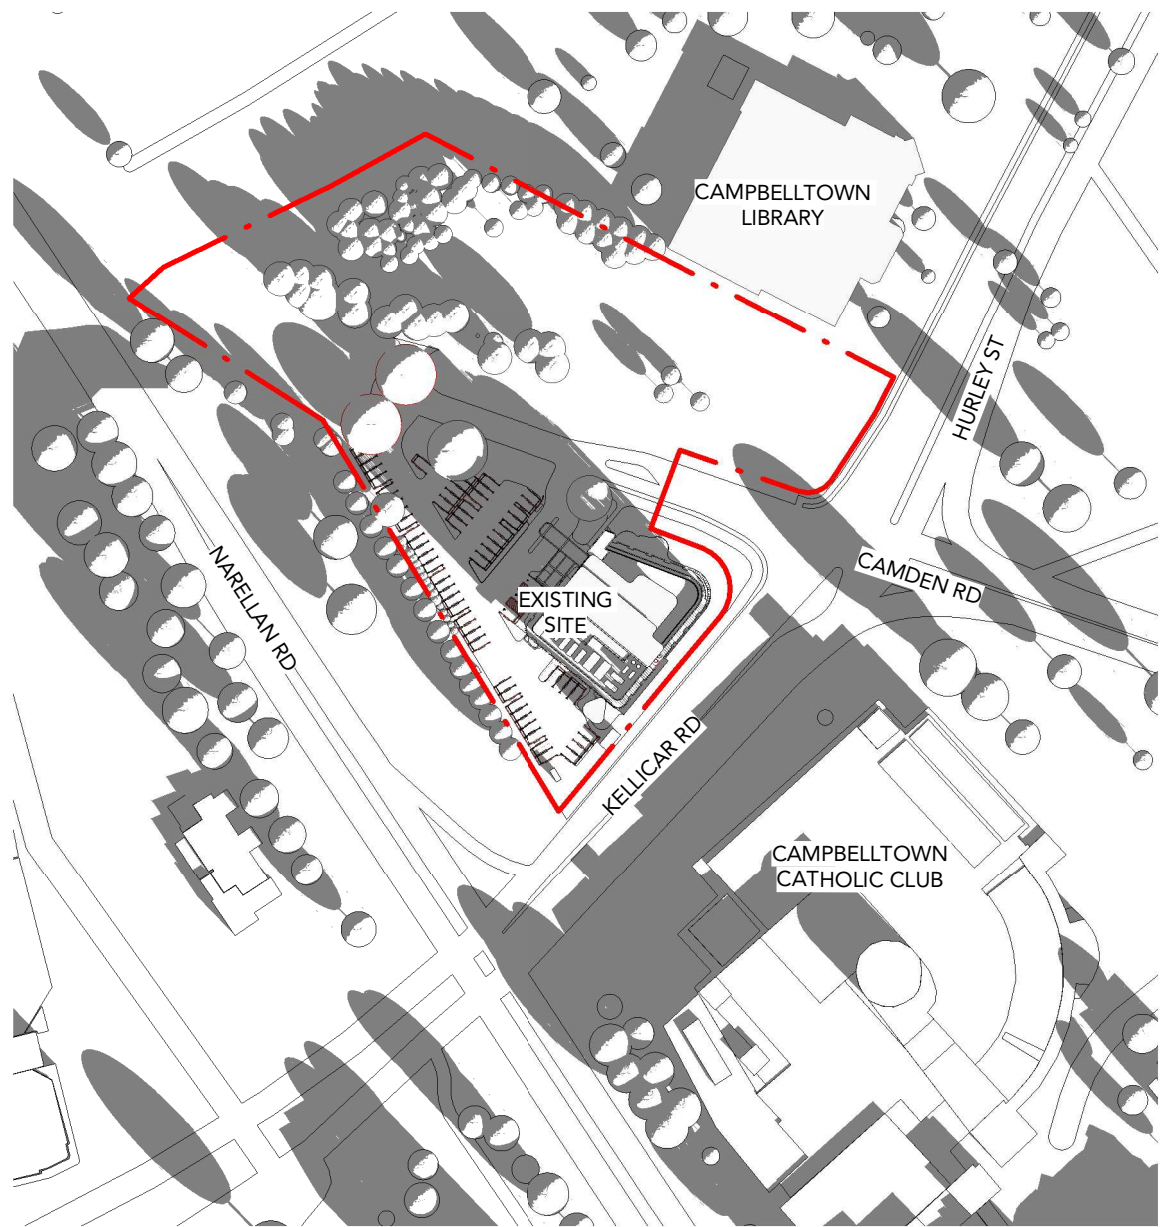 CAMPBELLTOWN
LIBRARY
HURLEY ST
CAMDEN RD
NARELLAN RD
EXISTING
SITE
KELLICAR RD
CAMPBELLTOWN
CATHOLIC CLUB